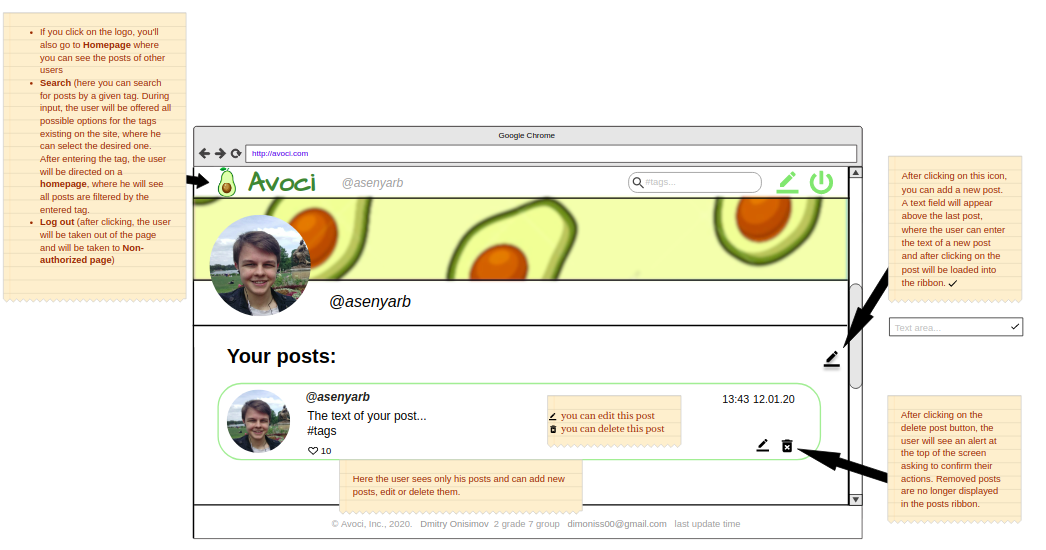 If you click on the logo, you'll
also go to Homepage where
you can see the posts of other
users
Search (here you can search
for posts by a given tag. During
input, the user will be offered all
possible options for the tags
existing on the site, where he
can select the desired one.
After entering the tag, the user
will be directed on a
homepage, where he will see
all posts are filtered by the
entered tag.
Log out (after clicking, the user
will be taken out of the page
and will be taken to Non-
authorized page)
Google Chrome
http://avoci.com
Avoci
@asenyarb
#tags...
@asenyarb
Your posts:
@asenyarb
The text of your post...
#tags
10
you can edit this post
you can delete this post
13:43 12.01.20
Here the user sees only his posts and can add new
posts, edit or delete them.
© Avoci, Inc., 2020. Dmitry Onisimov 2 grade 7 group dimoniss00@gmail.com last update time
After clicking on this icon,
you can add a new post.
A text field will appear
above the last post,
where the user can enter
the text of a new post
and after clicking on the
post will be loaded into
the ribbon.
Text area...
After clicking on the
delete post button, the
user will see an alert at
the top of the screen
asking to confirm their
actions. Removed posts
are no longer displayed
in the posts ribbon.